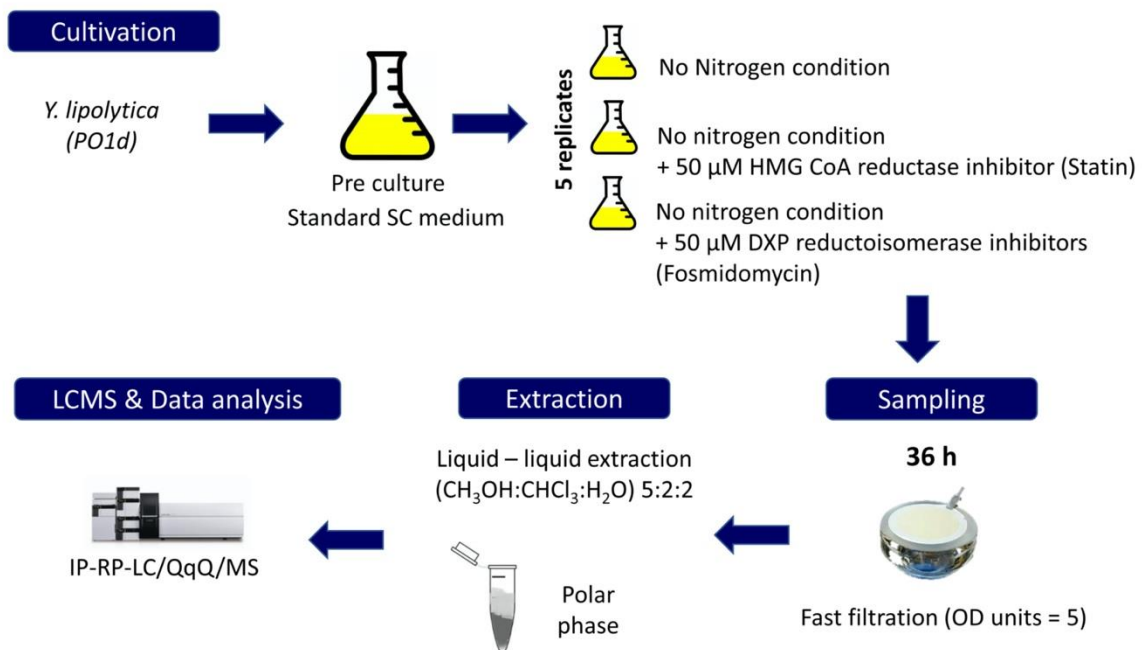 Cultivation
Y. lipolytica
(PO1d)
Pre culture
Standard SC medium
5 replicates
No Nitrogen condition
No nitrogen condition
+ 50 µM HMG CoA reductase inhibitor (Statin)
No nitrogen condition
+ 50 µM DXP reductoisomerase inhibitors
(Fosmidomycin)
LCMS & Data analysis
IP-RP-LC/QqQ/MS
Extraction
Liquid – liquid extraction
(CH₃OH:CHCl₃:H₂O) 5:2:2
Polar
phase
Sampling
36 h
Fast filtration (OD units = 5)